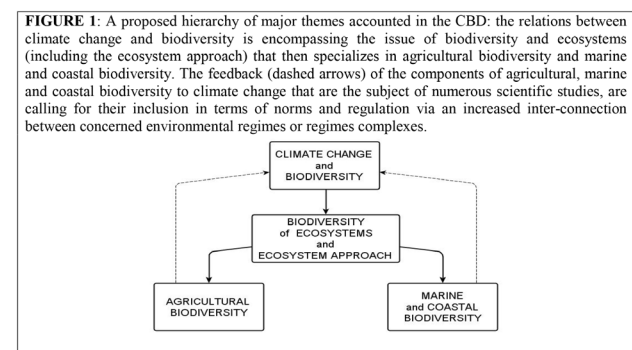 FIGURE 1: A proposed hierarchy of major themes accounted in the CBD: the relations between
climate change and biodiversity is encompassing the issue of biodiversity and ecosystems
(including the ecosystem approach) that then specializes in agricultural biodiversity and marine
and coastal biodiversity. The feedback (dashed arrows) of the components of agricultural, marine
and coastal biodiversity to climate change that are the subject of numerous scientific studies, are
calling for their inclusion in terms of norms and regulation via an increased inter-connection
between concerned environmental regimes or regimes complexes.
CLIMATE CHANGE
and
BIODIVERSITY
BIODIVERSITY
of ECOSYSTEMS
and
ECOSYSTEM APPROACH
AGRICULTURAL
BIODIVERSITY
MARINE
and COASTAL
BIODIVERSITY